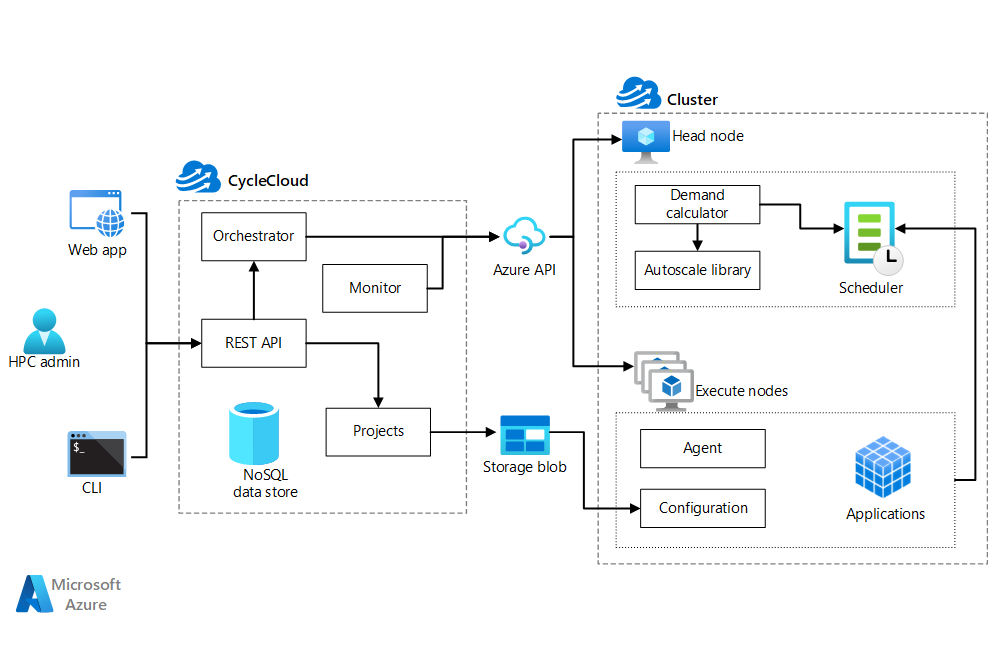 Cluster
Head node
CycleCloud
Demand
calculator
Orchestrator
Web app
Azure API
Autoscale library
Monitor
Scheduler
REST API
HPC admin
Execute nodes
Projects
$_
Agent
Storage blob
NoSQL
data store
CLI
Configuration
Applications
Microsoft
Azure